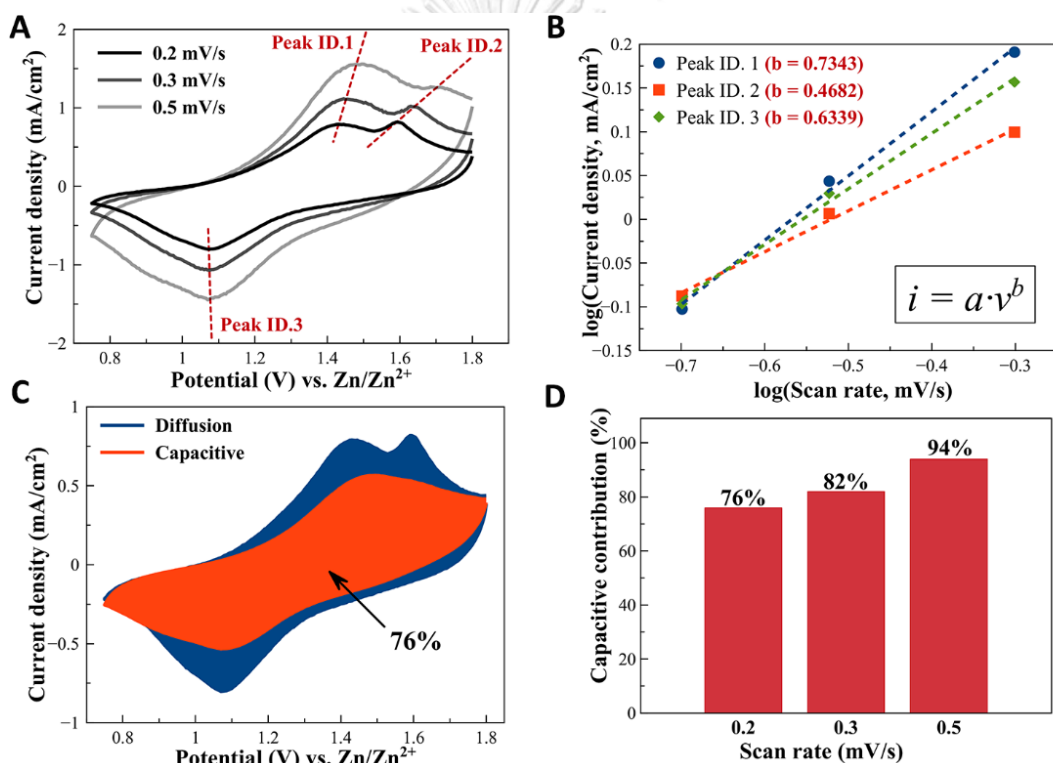 A
0.2 mV/s
0.3 mV/s
0.5 mV/s
Peak ID.1
Peak ID.2
Peak ID.3
2
1
0
−1
−2
0.8 1 1.2 1.4 1.6 1.8
Current density (mA/cm²)
Potential (V) vs. Zn/Zn²⁺
B
Peak ID. 1 (b = 0.7343)
Peak ID. 2 (b = 0.4682)
Peak ID. 3 (b = 0.6339)
0.2
0.15
0.1
0.05
0
−0.05
−0.1
−0.15
i = a·vᵇ
−0.7 −0.6 −0.5 −0.4 −0.3
log(Current density, mA/cm²)
log(Scan rate, mV/s)
C
Diffusion
Capacitive
1
0.5
0
−0.5
−1
76%
0.8 1 1.2 1.4 1.6 1.8
Current density (mA/cm²)
Potential (V) vs. Zn/Zn²⁺
D
100
80
60
40
20
0
76%
82%
94%
0.2 0.3 0.5
Capacitive contribution (%)
Scan rate (mV/s)